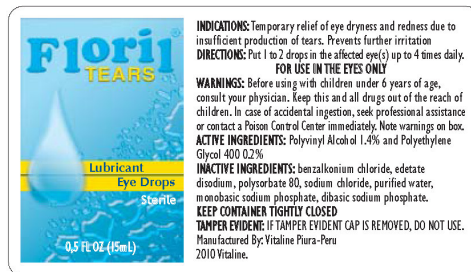 Floril®
TEARS
Lubricant
Eye Drops
Sterile
0,5 FL OZ (15mL)
INDICATIONS: Temporary relief of eye dryness and redness due to
insufficient production of tears. Prevents further irritation
DIRECTIONS: Put 1 to 2 drops in the affected eye(s) up to 4 times daily.
FOR USE IN THE EYES ONLY
WARNINGS: Before using with children under 6 years of age,
consult your physician. Keep this and all drugs out of the reach of
children. In case of accidental ingestion, seek professional assistance
or contact a Poison Control Center immediately. Note warnings on box.
ACTIVE INGREDIENTS: Polyvinyl Alcohol 1.4% and Polyethylene
Glycol 400 0.2%
INACTIVE INGREDIENTS: benzalkonium chloride, edetate
disodium, polysorbate 80, sodium chloride, purified water,
monobasic sodium phosphate, dibasic sodium phosphate.
KEEP CONTAINER TIGHTLY CLOSED
TAMPER EVIDENT: IF TAMPER EVIDENT CAP IS REMOVED, DO NOT USE.
Manufactured By: Vitaline Piura-Peru
2010 Vitaline.